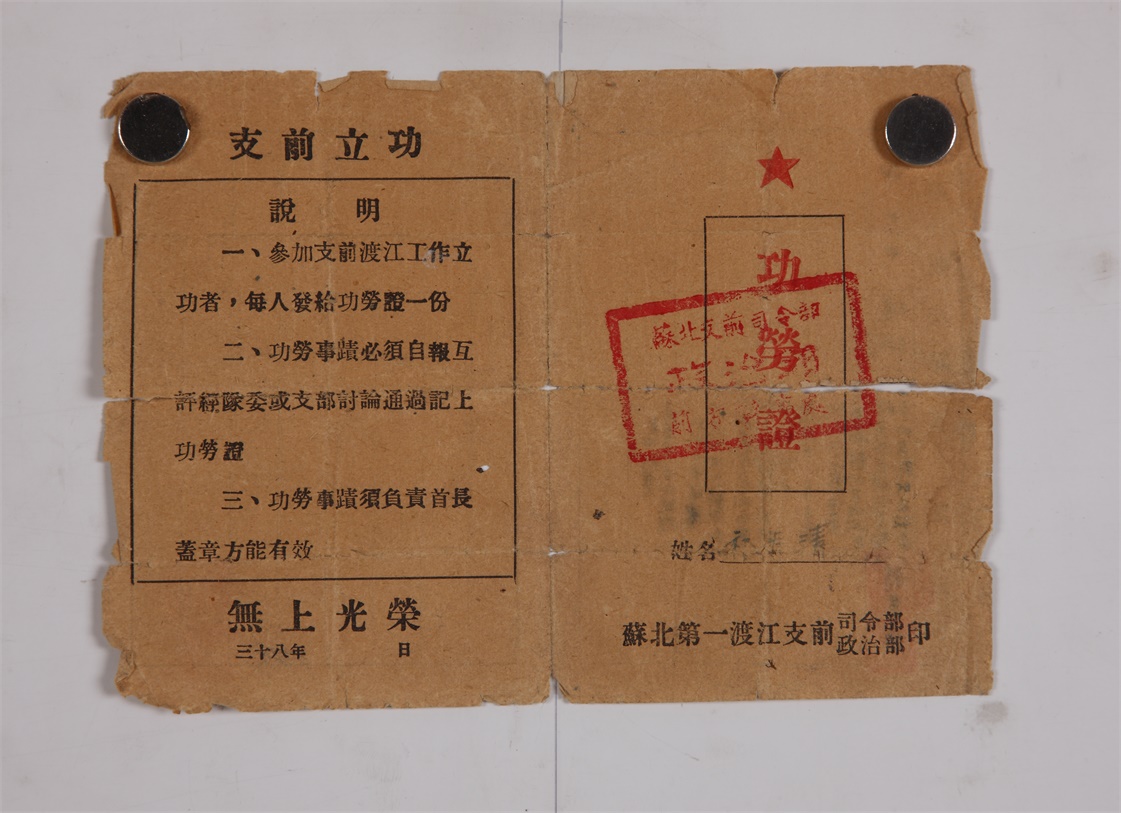 支前立功
說明
一、參加支前渡江工作立
功者，每人發給功勞證一份
二、功勞事蹟必須自報互
評經隊委或支部討論通過記上
功勞證
三、功勞事蹟須負責首長
蓋章方能有效
無上光榮
三十八年 日
功勞證
蘇北支前司令部
姓名
蘇北第一渡江支前司令部政治部印